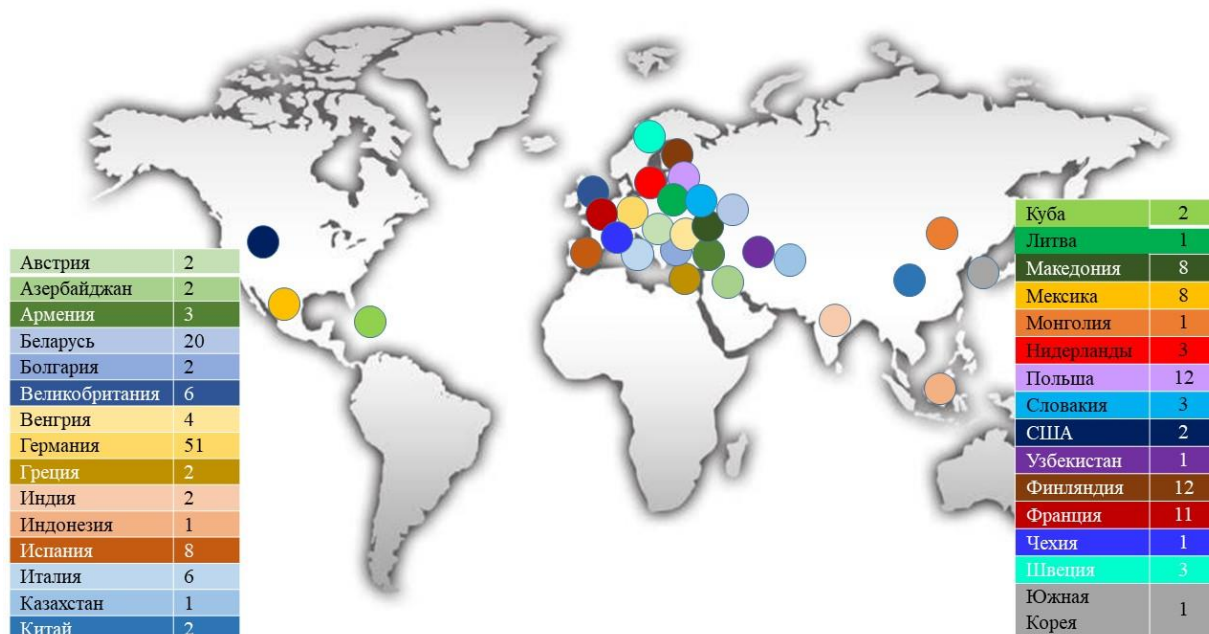 Австрия 2
Азербайджан 2
Армения 3
Беларусь 20
Болгария 2
Великобритания 6
Венгрия 4
Германия 51
Греция 2
Индия 2
Индонезия 1
Испания 8
Италия 6
Казахстан 1
Китай 2
Куба 2
Литва 1
Македония 8
Мексика 8
Монголия 1
Нидерланды 3
Польша 12
Словакия 3
США 2
Узбекистан 1
Финляндия 12
Франция 11
Чехия 1
Швеция 3
Южная
Корея 1